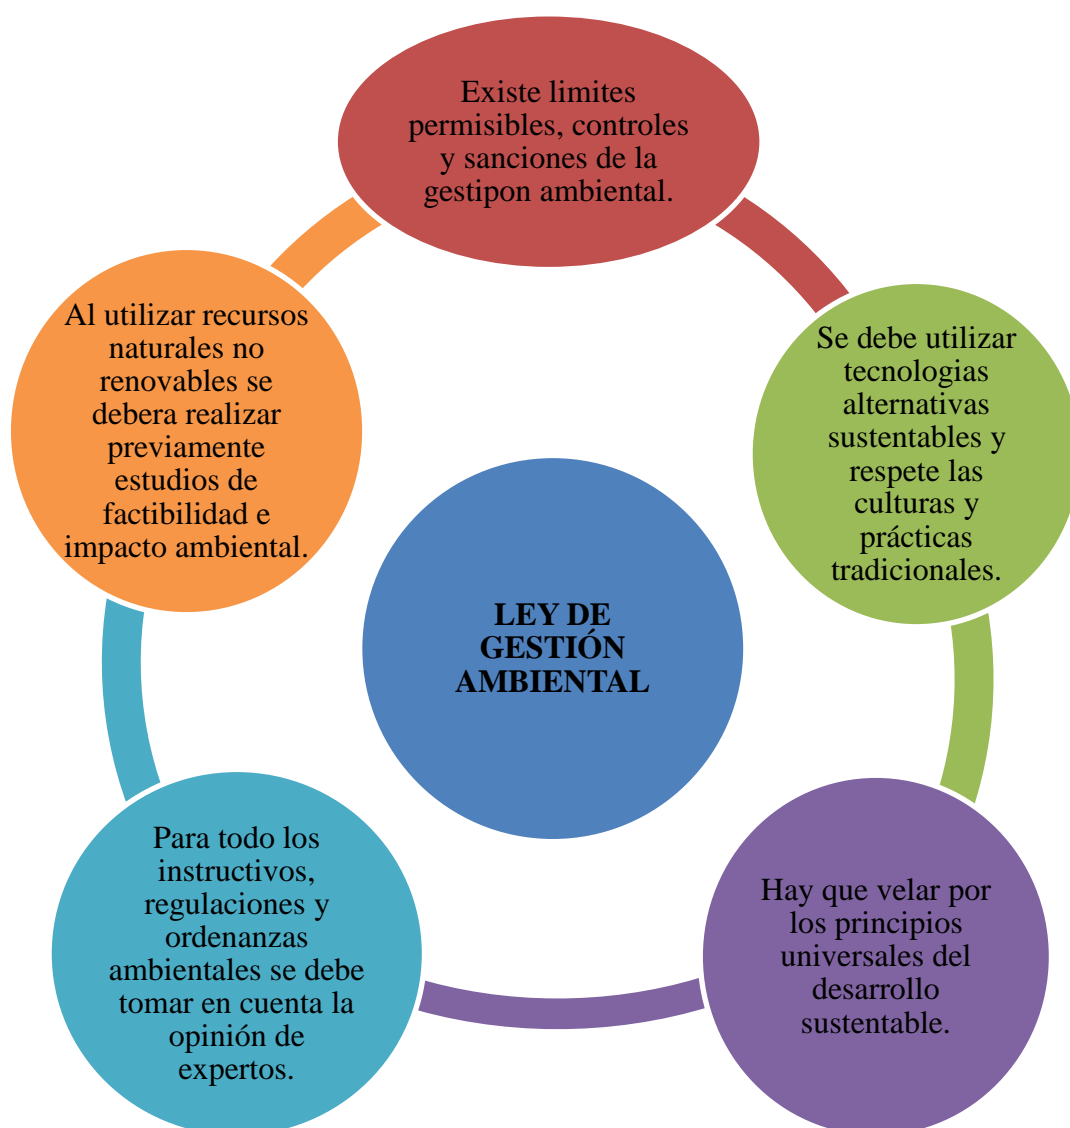 Existe limites
permisibles, controles
y sanciones de la
gestipon ambiental.
Se debe utilizar
tecnologias
alternativas
sustentables y
respete las
culturas y
prácticas
tradicionales.
Hay que velar por
los principios
universales del
desarrollo
sustentable.
Para todo los
instructivos,
regulaciones y
ordenanzas
ambientales se debe
tomar en cuenta la
opinión de
expertos.
Al utilizar recursos
naturales no
renovables se
debera realizar
previamente
estudios de
factibilidad e
impacto ambiental.
LEY DE
GESTIÓN
AMBIENTAL